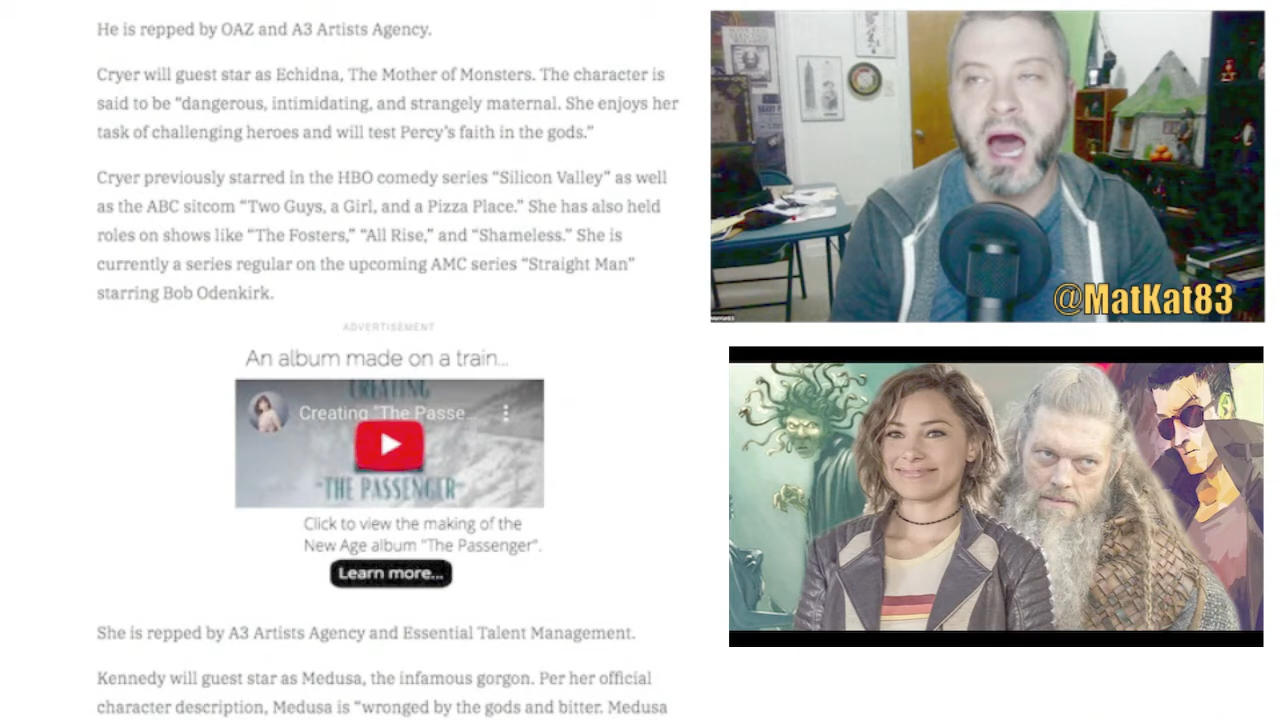 He is repped by OAZ and A3 Artists Agency.
Cryer will guest star as Echidna, The Mother of Monsters. The character is
said to be “dangerous, intimidating, and strangely maternal. She enjoys her
task of challenging heroes and will test Percy’s faith in the gods.”
Cryer previously starred in the HBO comedy series “Silicon Valley” as well
as the ABC sitcom “Two Guys, a Girl, and a Pizza Place.” She has also held
roles on shows like “The Fosters,” “All Rise,” and “Shameless.” She is
currently a series regular on the upcoming AMC series “Straight Man”
starring Bob Odenkirk.
ADVERTISEMENT
An album made on a train...
CREATING
Creating "The Passe...
-THE PASSENGER-
Click to view the making of the
New Age album "The Passenger".
Learn more...
She is repped by A3 Artists Agency and Essential Talent Management.
Kennedy will guest star as Medusa, the infamous gorgon. Per her official
character description, Medusa is “wronged by the gods and bitter. Medusa
@MatKat83